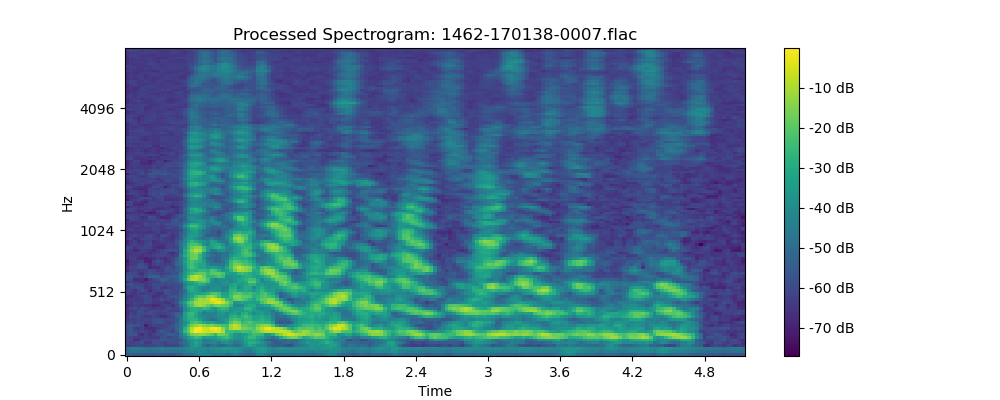 Processed Spectrogram: 1462-170138-0007.flac
Hz
4096
2048
1024
512
0
0 0.6 1.2 1.8 2.4 3 3.6 4.2 4.8
Time
-10 dB
-20 dB
-30 dB
-40 dB
-50 dB
-60 dB
-70 dB